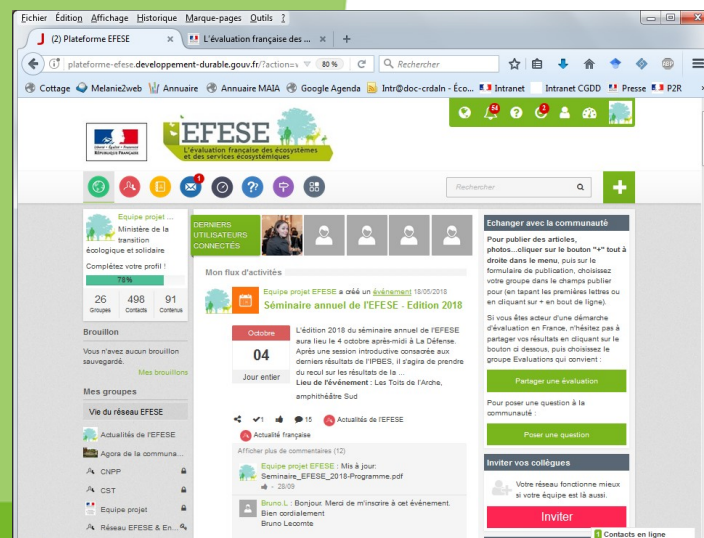 Fichier Édition Affichage Historique Marque-pages Outils ?
(2) Plateforme EFESE × L'évaluation française des ... × +
plateforme-efese.developpement-durable.gouv.fr/?action=v 80 % Rechercher
Cottage Melanie2web Annuaire Annuaire MAIA Google Agenda Intr@doc-crdaln - Éco... Intranet Intranet CGDD Presse P2R
RÉPUBLIQUE FRANÇAISE
EFESE
L'évaluation française des écosystèmes
et des services écosystémiques
54 2
1
Rechercher
Equipe projet ...
Ministère de la
transition
écologique et solidaire
Complétez votre profil !
78%
26 498 91
Groupes Contacts Contenus
Brouillon
Vous n'avez aucun brouillon
sauvegardé.
Mes brouillons
Mes groupes
Vie du réseau EFESE
Actualités de l'EFESE
Agora de la communa...
CNPP
CST
Equipe projet
Réseau EFESE & En...
DERNIERS
UTILISATEURS
CONNECTÉS
Mon flux d'activités
Equipe projet EFESE a créé un événement 18/05/2018
Séminaire annuel de l'EFESE - Edition 2018
Octobre
04
Jour entier
L'édition 2018 du séminaire annuel de l'EFESE
aura lieu le 4 octobre après-midi à La Défense.
Après une session introductive consacrée aux
derniers résultats de l'IPBES, il s'agira de prendre
du recul sur les résultats de la ...
Lieu de l'événement : Les Toits de l'Arche,
amphithéâtre Sud
1 15 Actualités de l'EFESE
Actualité française
Afficher plus de commentaires (12)
Equipe projet EFESE : Mis à jour:
Seminaire_EFESE_2018-Programme.pdf
- 28/09
Bruno.L : Bonjour. Merci de m'inscrire à cet événement.
Bien cordialement
Bruno Lecomte
Echanger avec la communauté
Pour publier des articles,
photos...cliquer sur le bouton "+" tout à
droite dans le menu, puis sur le
formulaire de publication, choisissez
votre groupe dans le champs publier
pour (en tapant les premières lettres ou
en cliquant sur + en bout de ligne).
Si vous êtes acteur d'une démarche
d'évaluation en France, n'hésitez pas à
partager vos résultats en cliquant sur le
bouton ci dessous, puis choisissez le
groupe Evaluations qui convient :
Partager une évaluation
Pour poser une question à la
communauté :
Poser une question
Inviter vos collègues
Votre réseau fonctionne mieux
si votre équipe est là aussi.
Inviter
1 Contacts en ligne